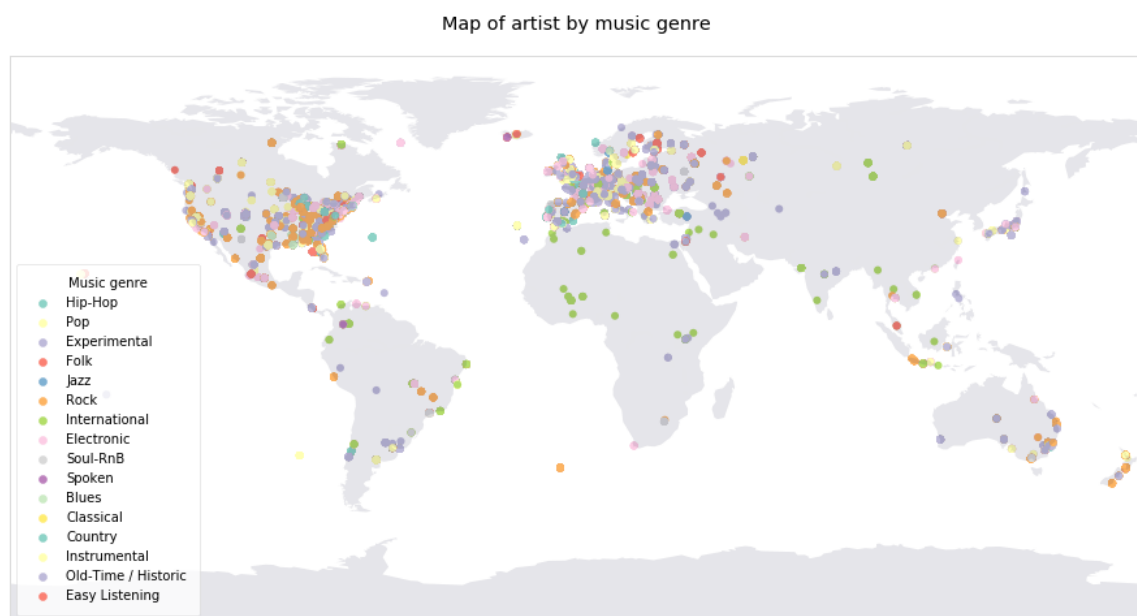 Map of artist by music genre
Music genre
Hip-Hop
Pop
Experimental
Folk
Jazz
Rock
International
Electronic
Soul-RnB
Spoken
Blues
Classical
Country
Instrumental
Old-Time / Historic
Easy Listening